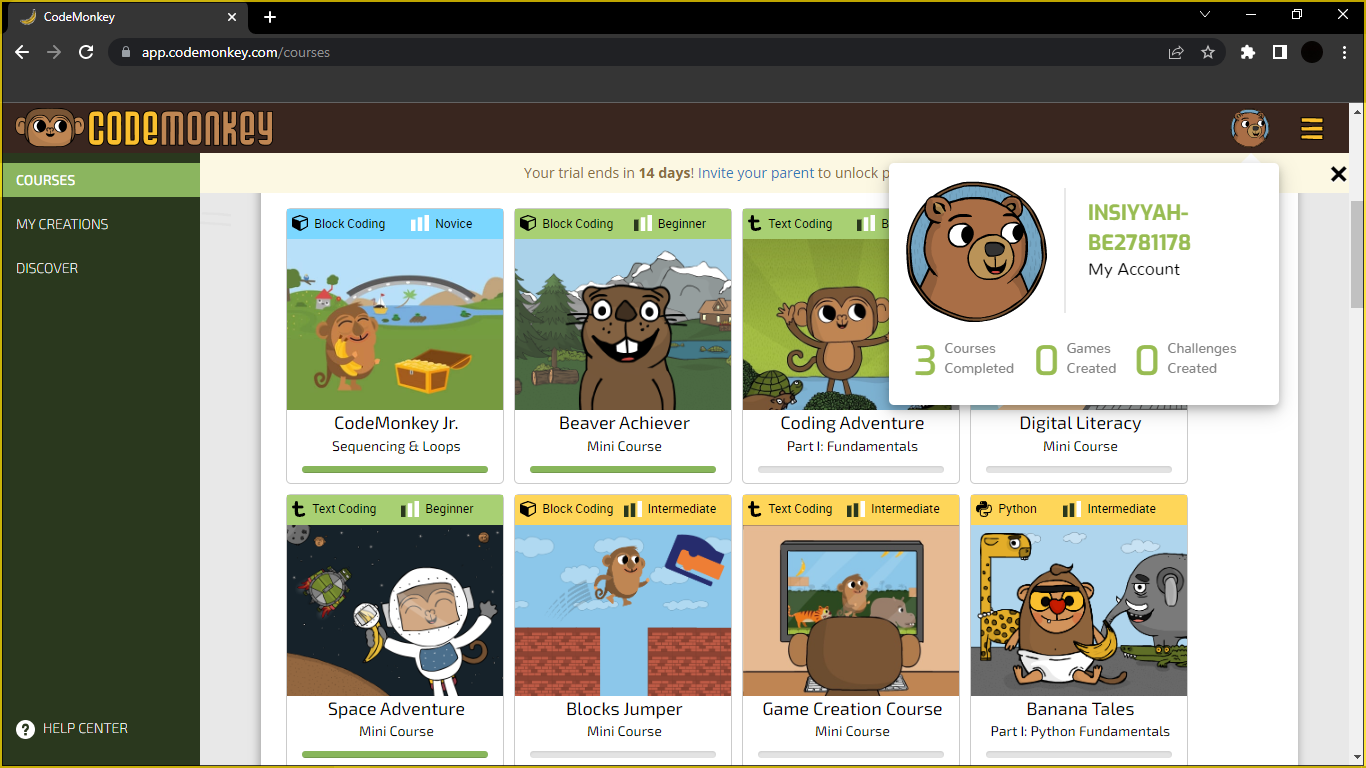 CodeMonkey
app.codemonkey.com/courses
CODEMONKEY
COURSES
MY CREATIONS
DISCOVER
HELP CENTER
Your trial ends in 14 days! Invite your parent to unlock
INSIYYAH-
BE2781178
My Account
3 Courses Completed
0 Games Created
0 Challenges Created
Block Coding Novice
CodeMonkey Jr.
Sequencing & Loops
Block Coding Beginner
Beaver Achiever
Mini Course
Text Coding
Coding Adventure
Part I: Fundamentals
Digital Literacy
Mini Course
Text Coding Beginner
Space Adventure
Mini Course
Block Coding Intermediate
Blocks Jumper
Mini Course
Text Coding Intermediate
Game Creation Course
Mini Course
Python Intermediate
Banana Tales
Part I: Python Fundamentals